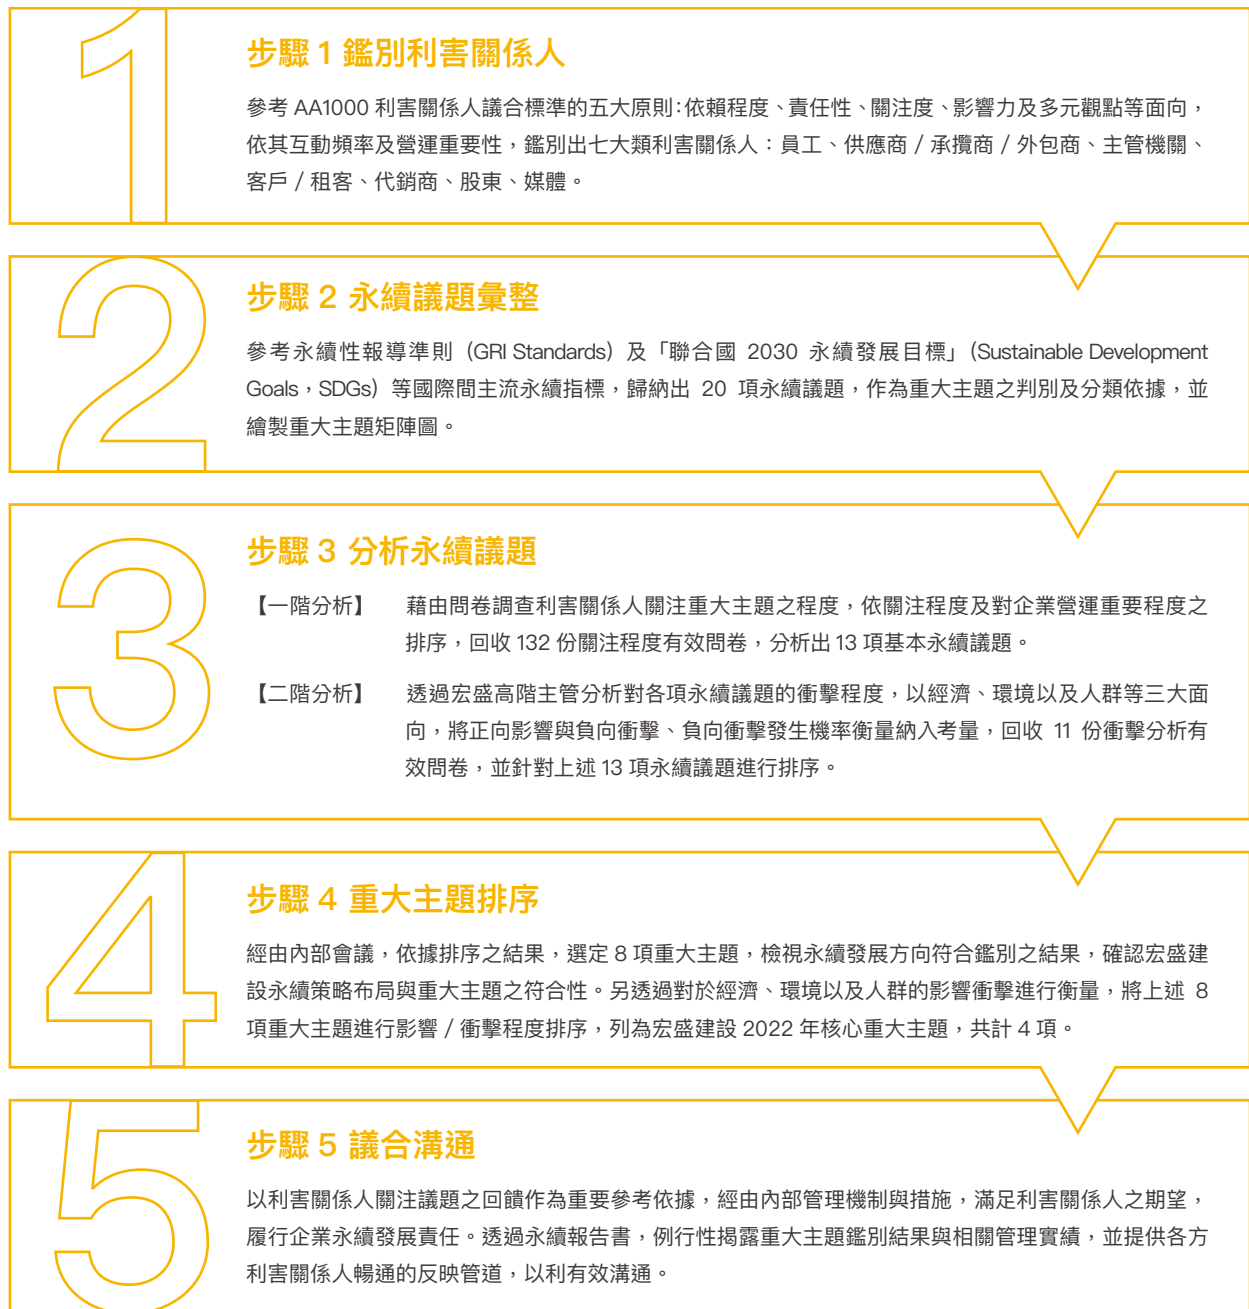 1
步驟 1 鑑別利害關係人
參考 AA1000 利害關係人議合標準的五大原則：依賴程度、責任性、關注度、影響力及多元觀點等面向，
依其互動頻率及營運重要性，鑑別出七大類利害關係人：員工、供應商 / 承攬商 / 外包商、主管機關、
客戶 / 租客、代銷商、股東、媒體。
2
步驟 2 永續議題彙整
參考永續性報導準則（GRI Standards）及「聯合國 2030 永續發展目標」（Sustainable Development
Goals，SDGs）等國際間主流永續指標，歸納出 20 項永續議題，作為重大主題之判別及分類依據，並
繪製重大主題矩陣圖。
3
步驟 3 分析永續議題
【一階分析】 藉由問卷調查利害關係人關注重大主題之程度，依關注程度及對企業營運重要程度之
排序，回收 132 份關注程度有效問卷，分析出 13 項基本永續議題。
【二階分析】 透過宏盛高階主管分析對各項永續議題的衝擊程度，以經濟、環境以及人群等三大面
向，將正向影響與負向衝擊、負向衝擊發生機率衡量納入考量，回收 11 份衝擊分析有
效問卷，並針對上述 13 項永續議題進行排序。
4
步驟 4 重大主題排序
經由內部會議，依據排序之結果，選定 8 項重大主題，檢視永續發展方向符合鑑別之結果，確認宏盛建
設永續策略布局與重大主題之符合性。另透過對於經濟、環境以及人群的影響衝擊進行衡量，將上述 8
項重大主題進行影響 / 衝擊程度排序，列為宏盛建設 2022 年核心重大主題，共計 4 項。
5
步驟 5 議合溝通
以利害關係人關注議題之回饋作為重要參考依據，經由內部管理機制與措施，滿足利害關係人之期望，
履行企業永續發展責任。透過永續報告書，例行性揭露重大主題鑑別結果與相關管理實績，並提供各方
利害關係人暢通的反映管道，以利有效溝通。